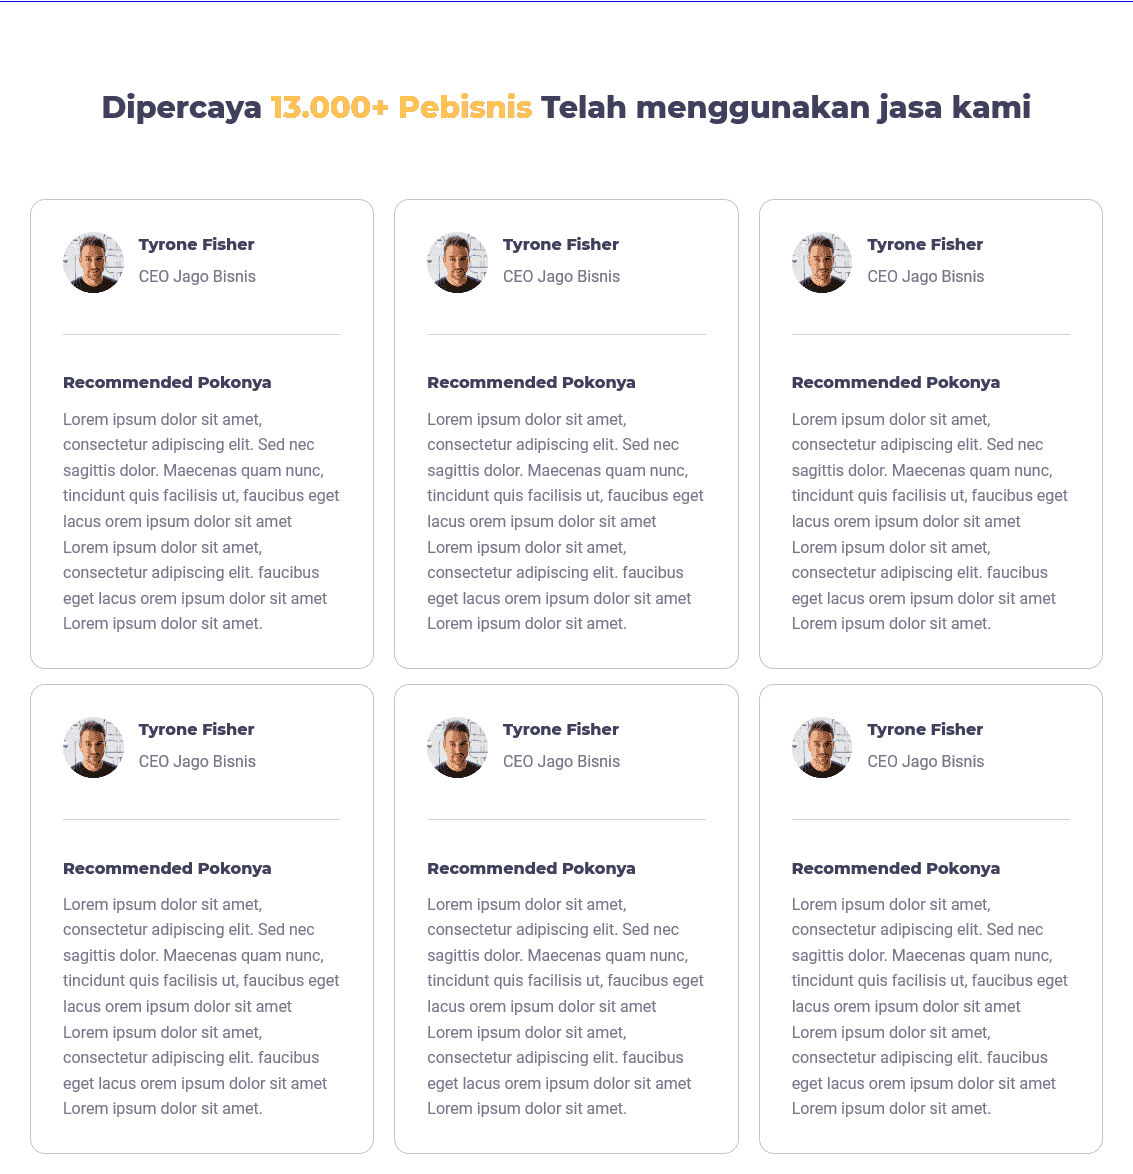 Dipercaya 13.000+ Pebisnis Telah menggunakan jasa kami
Tyrone Fisher
CEO Jago Bisnis
Recommended Pokonya
Lorem ipsum dolor sit amet,
consectetur adipiscing elit. Sed nec
sagittis dolor. Maecenas quam nunc,
tincidunt quis facilisis ut, faucibus eget
lacus orem ipsum dolor sit amet
Lorem ipsum dolor sit amet,
consectetur adipiscing elit. faucibus
eget lacus orem ipsum dolor sit amet
Lorem ipsum dolor sit amet.
Tyrone Fisher
CEO Jago Bisnis
Recommended Pokonya
Lorem ipsum dolor sit amet,
consectetur adipiscing elit. Sed nec
sagittis dolor. Maecenas quam nunc,
tincidunt quis facilisis ut, faucibus eget
lacus orem ipsum dolor sit amet
Lorem ipsum dolor sit amet,
consectetur adipiscing elit. faucibus
eget lacus orem ipsum dolor sit amet
Lorem ipsum dolor sit amet.
Tyrone Fisher
CEO Jago Bisnis
Recommended Pokonya
Lorem ipsum dolor sit amet,
consectetur adipiscing elit. Sed nec
sagittis dolor. Maecenas quam nunc,
tincidunt quis facilisis ut, faucibus eget
lacus orem ipsum dolor sit amet
Lorem ipsum dolor sit amet,
consectetur adipiscing elit. faucibus
eget lacus orem ipsum dolor sit amet
Lorem ipsum dolor sit amet.
Tyrone Fisher
CEO Jago Bisnis
Recommended Pokonya
Lorem ipsum dolor sit amet,
consectetur adipiscing elit. Sed nec
sagittis dolor. Maecenas quam nunc,
tincidunt quis facilisis ut, faucibus eget
lacus orem ipsum dolor sit amet
Lorem ipsum dolor sit amet,
consectetur adipiscing elit. faucibus
eget lacus orem ipsum dolor sit amet
Lorem ipsum dolor sit amet.
Tyrone Fisher
CEO Jago Bisnis
Recommended Pokonya
Lorem ipsum dolor sit amet,
consectetur adipiscing elit. Sed nec
sagittis dolor. Maecenas quam nunc,
tincidunt quis facilisis ut, faucibus eget
lacus orem ipsum dolor sit amet
Lorem ipsum dolor sit amet,
consectetur adipiscing elit. faucibus
eget lacus orem ipsum dolor sit amet
Lorem ipsum dolor sit amet.
Tyrone Fisher
CEO Jago Bisnis
Recommended Pokonya
Lorem ipsum dolor sit amet,
consectetur adipiscing elit. Sed nec
sagittis dolor. Maecenas quam nunc,
tincidunt quis facilisis ut, faucibus eget
lacus orem ipsum dolor sit amet
Lorem ipsum dolor sit amet,
consectetur adipiscing elit. faucibus
eget lacus orem ipsum dolor sit amet
Lorem ipsum dolor sit amet.